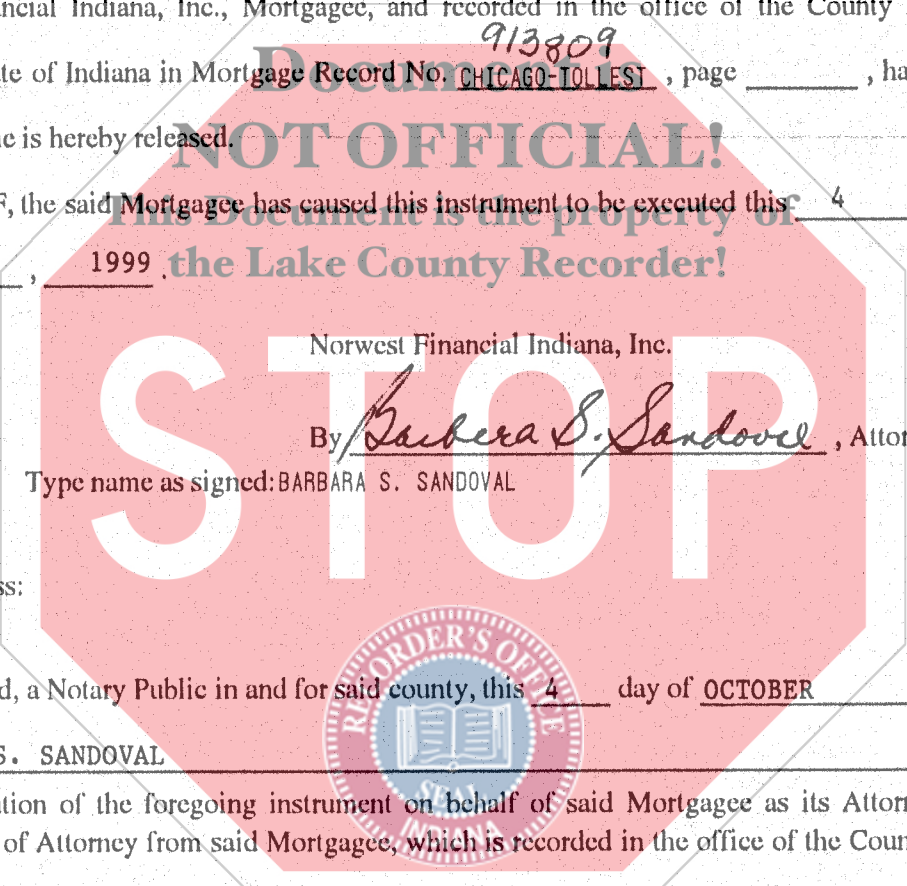 ncial Indiana, Inc., Mortgagee, and recorded in the office of the County
913809
te of Indiana in Mortgage Record No. CHICAGO-TOLLEST , page ______ , ha
e is hereby released.
F, the said Mortgagee has caused this instrument to be executed this 4
, 1999 .
Document is
NOT OFFICIAL!
This Document is the property of
the Lake County Recorder!
STOP
Norwest Financial Indiana, Inc.
By Barbara S. Sandoval , Attor
Type name as signed: BARBARA S. SANDOVAL
ss:
d, a Notary Public in and for said county, this 4 day of OCTOBER
S. SANDOVAL
tion of the foregoing instrument on behalf of said Mortgagee as its Attor
of Attorney from said Mortgagee, which is recorded in the office of the Coun
RECORDER'S OFFICE
SEAL
INDIANA